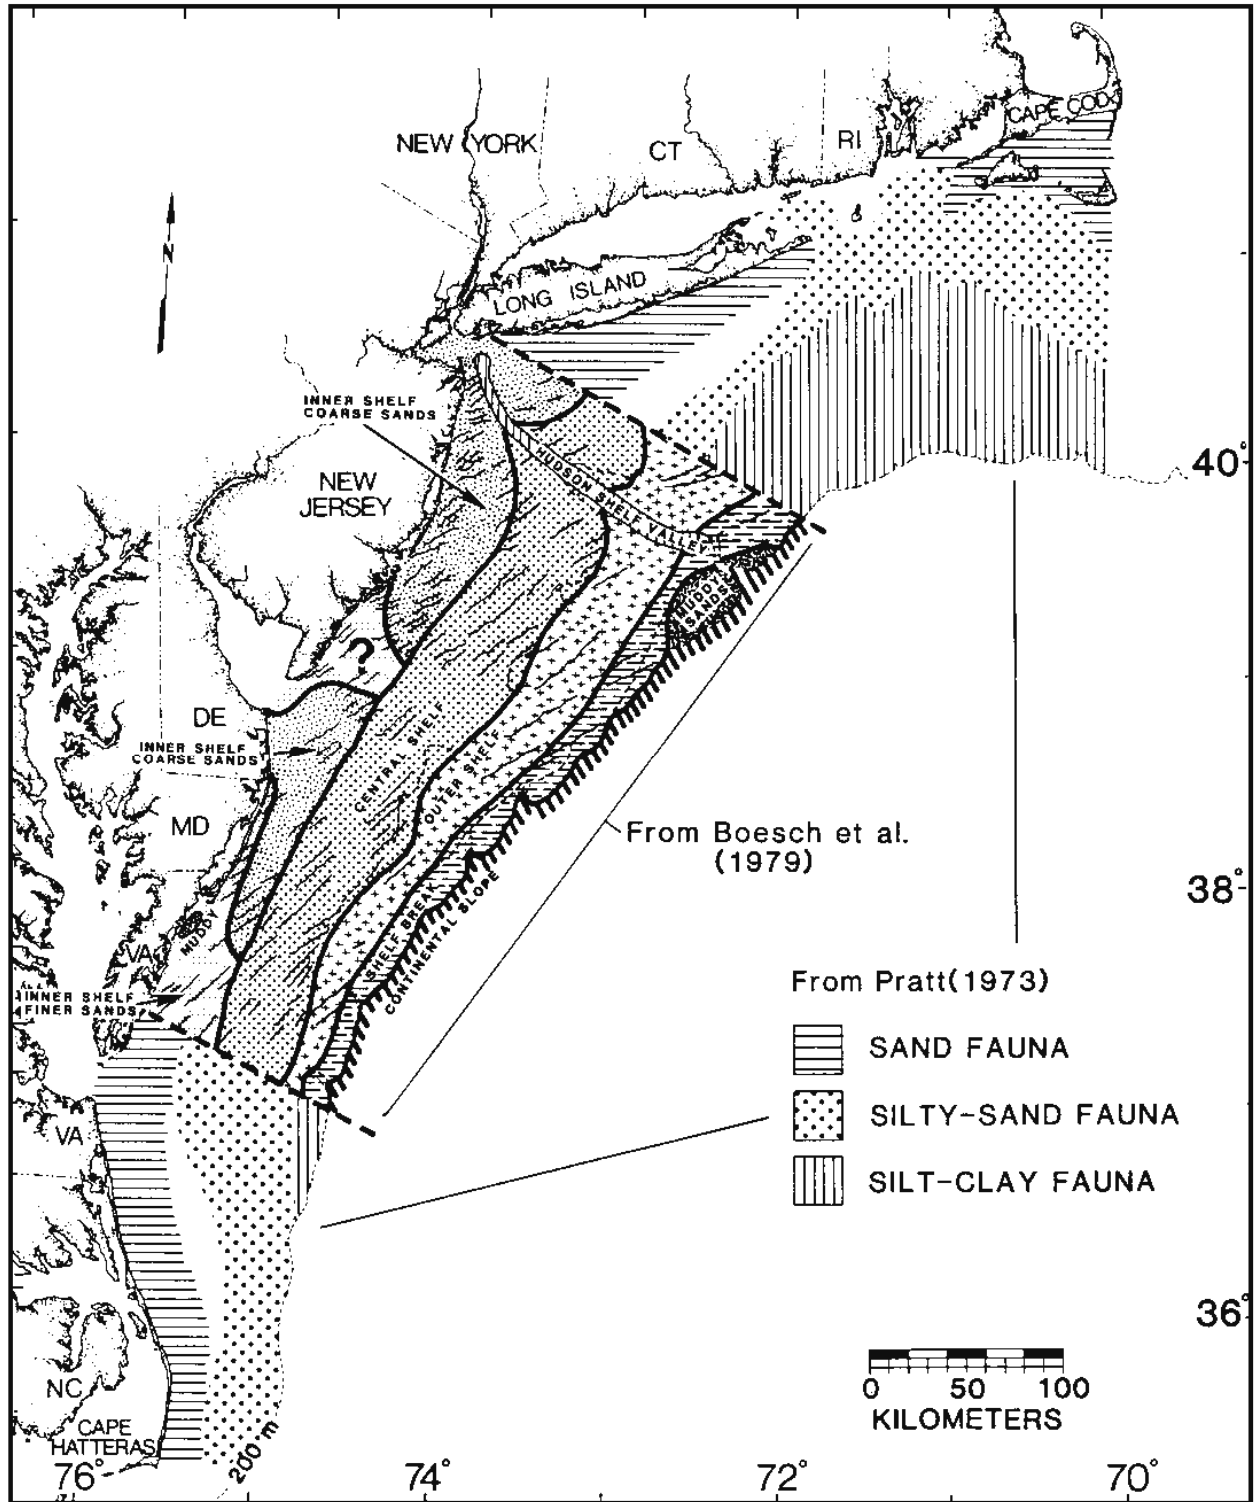 CAPE COD
NEW YORK
CT
RI
N
LONG ISLAND
INNER SHELF
COARSE SANDS
40°
HUDSON SHELF VALLEY
NEW
JERSEY
MUDDY
SANDS
?
DE
INNER SHELF
COARSE SANDS
CENTRAL SHELF
OUTER SHELF
MD
From Boesch et al.
(1979)
38°
SHELF BREAK
CONTINENTAL SLOPE
MUDDY
VA
INNER SHELF
FINER SANDS
From Pratt(1973)
SAND FAUNA
SILTY-SAND FAUNA
SILT-CLAY FAUNA
VA
36°
0 50 100
KILOMETERS
NC
CAPE
HATTERAS
200 m
76° 74° 72° 70°